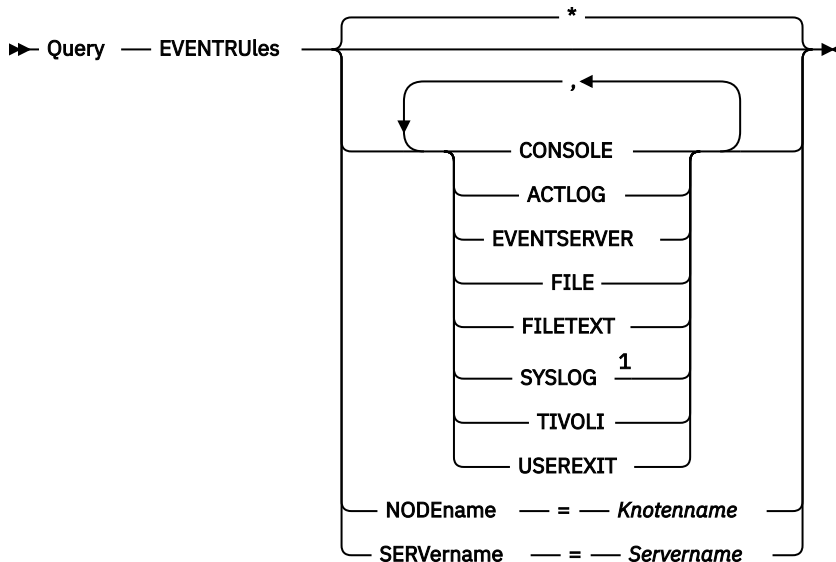 *
Query EVENTRUles
,
CONSOLE
ACTLOG
EVENTSERVER
FILE
FILETEXT
SYSLOG 1
TIVOLI
USEREXIT
NODEname = Knotenname
SERVername = Servername